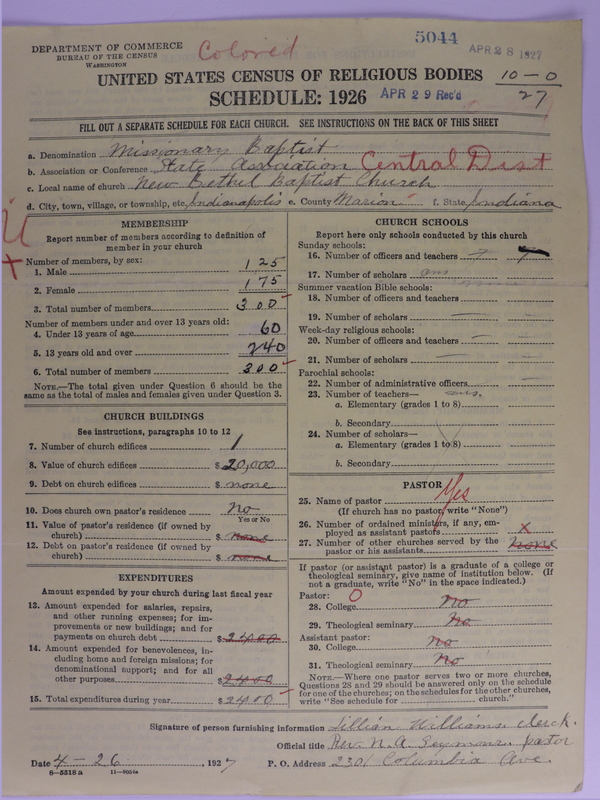 DEPARTMENT OF COMMERCE
BUREAU OF THE CENSUS
WASHINGTON
Colored
5044
APR 28 1927
UNITED STATES CENSUS OF RELIGIOUS BODIES
10-0
27
SCHEDULE: 1926
APR 29 Rec'd
FILL OUT A SEPARATE SCHEDULE FOR EACH CHURCH. SEE INSTRUCTIONS ON THE BACK OF THIS SHEET
a. Denomination Missionary Baptist
b. Association or Conference State Association Central Dist
c. Local name of church New Bethel Baptist Church
d. City, town, village, or township, etc. Indianapolis e. County Marion f. State Indiana
MEMBERSHIP
Report number of members according to definition of
member in your church
Number of members, by sex:
1. Male 125
2. Female 175
3. Total number of members 300
Number of members under and over 13 years old:
4. Under 13 years of age 60
5. 13 years old and over 240
6. Total number of members 300
NOTE.—The total given under Question 6 should be
the same as the total of males and females given under Question 3.
CHURCH BUILDINGS
See instructions, paragraphs 10 to 12
7. Number of church edifices 1
8. Value of church edifices $ 20,000
9. Debt on church edifices $ none
10. Does church own pastor's residence? No
Yes or No
11. Value of pastor's residence (if owned by
church) $ none
12. Debt on pastor's residence (if owned by
church) $ none
EXPENDITURES
Amount expended by your church during last fiscal year
13. Amount expended for salaries, repairs,
and other running expenses; for im-
provements or new buildings; and for
payments on church debt $ 2400
14. Amount expended for benevolences, in-
cluding home and foreign missions; for
denominational support; and for all
other purposes $ 2400
15. Total expenditures during year $ 2400
CHURCH SCHOOLS
Report here only schools conducted by this church
Sunday schools:
16. Number of officers and teachers 7 7
17. Number of scholars ans
Summer vacation Bible schools:
18. Number of officers and teachers
19. Number of scholars
Week-day religious schools:
20. Number of officers and teachers
21. Number of scholars
Parochial schools:
22. Number of administrative officers
23. Number of teachers— ans.
a. Elementary (grades 1 to 8)
b. Secondary
24. Number of scholars—
a. Elementary (grades 1 to 8)
b. Secondary
PASTOR
25. Name of pastor Yes
(If church has no pastor, write "None")
26. Number of ordained ministers, if any, em-
ployed as assistant pastors x
27. Number of other churches served by the
pastor or his assistants none
If pastor (or assistant pastor) is a graduate of a college or
theological seminary, give name of institution below. (If
not a graduate, write "No" in the space indicated.)
Pastor: O
28. College No
29. Theological seminary No
Assistant pastor:
30. College No
31. Theological seminary No
NOTE.—Where one pastor serves two or more churches,
Questions 28 and 29 should be answered only on the schedule
for one of the churches; on the schedules for the other churches,
write "See schedule for church."
Signature of person furnishing information Lillian Williams clerk.
Official title Rev. N. A. Seymour, pastor
Date 4-26, 1927 P. O. Address 2301 Columbia Ave.
8-5318 a 11-9054a